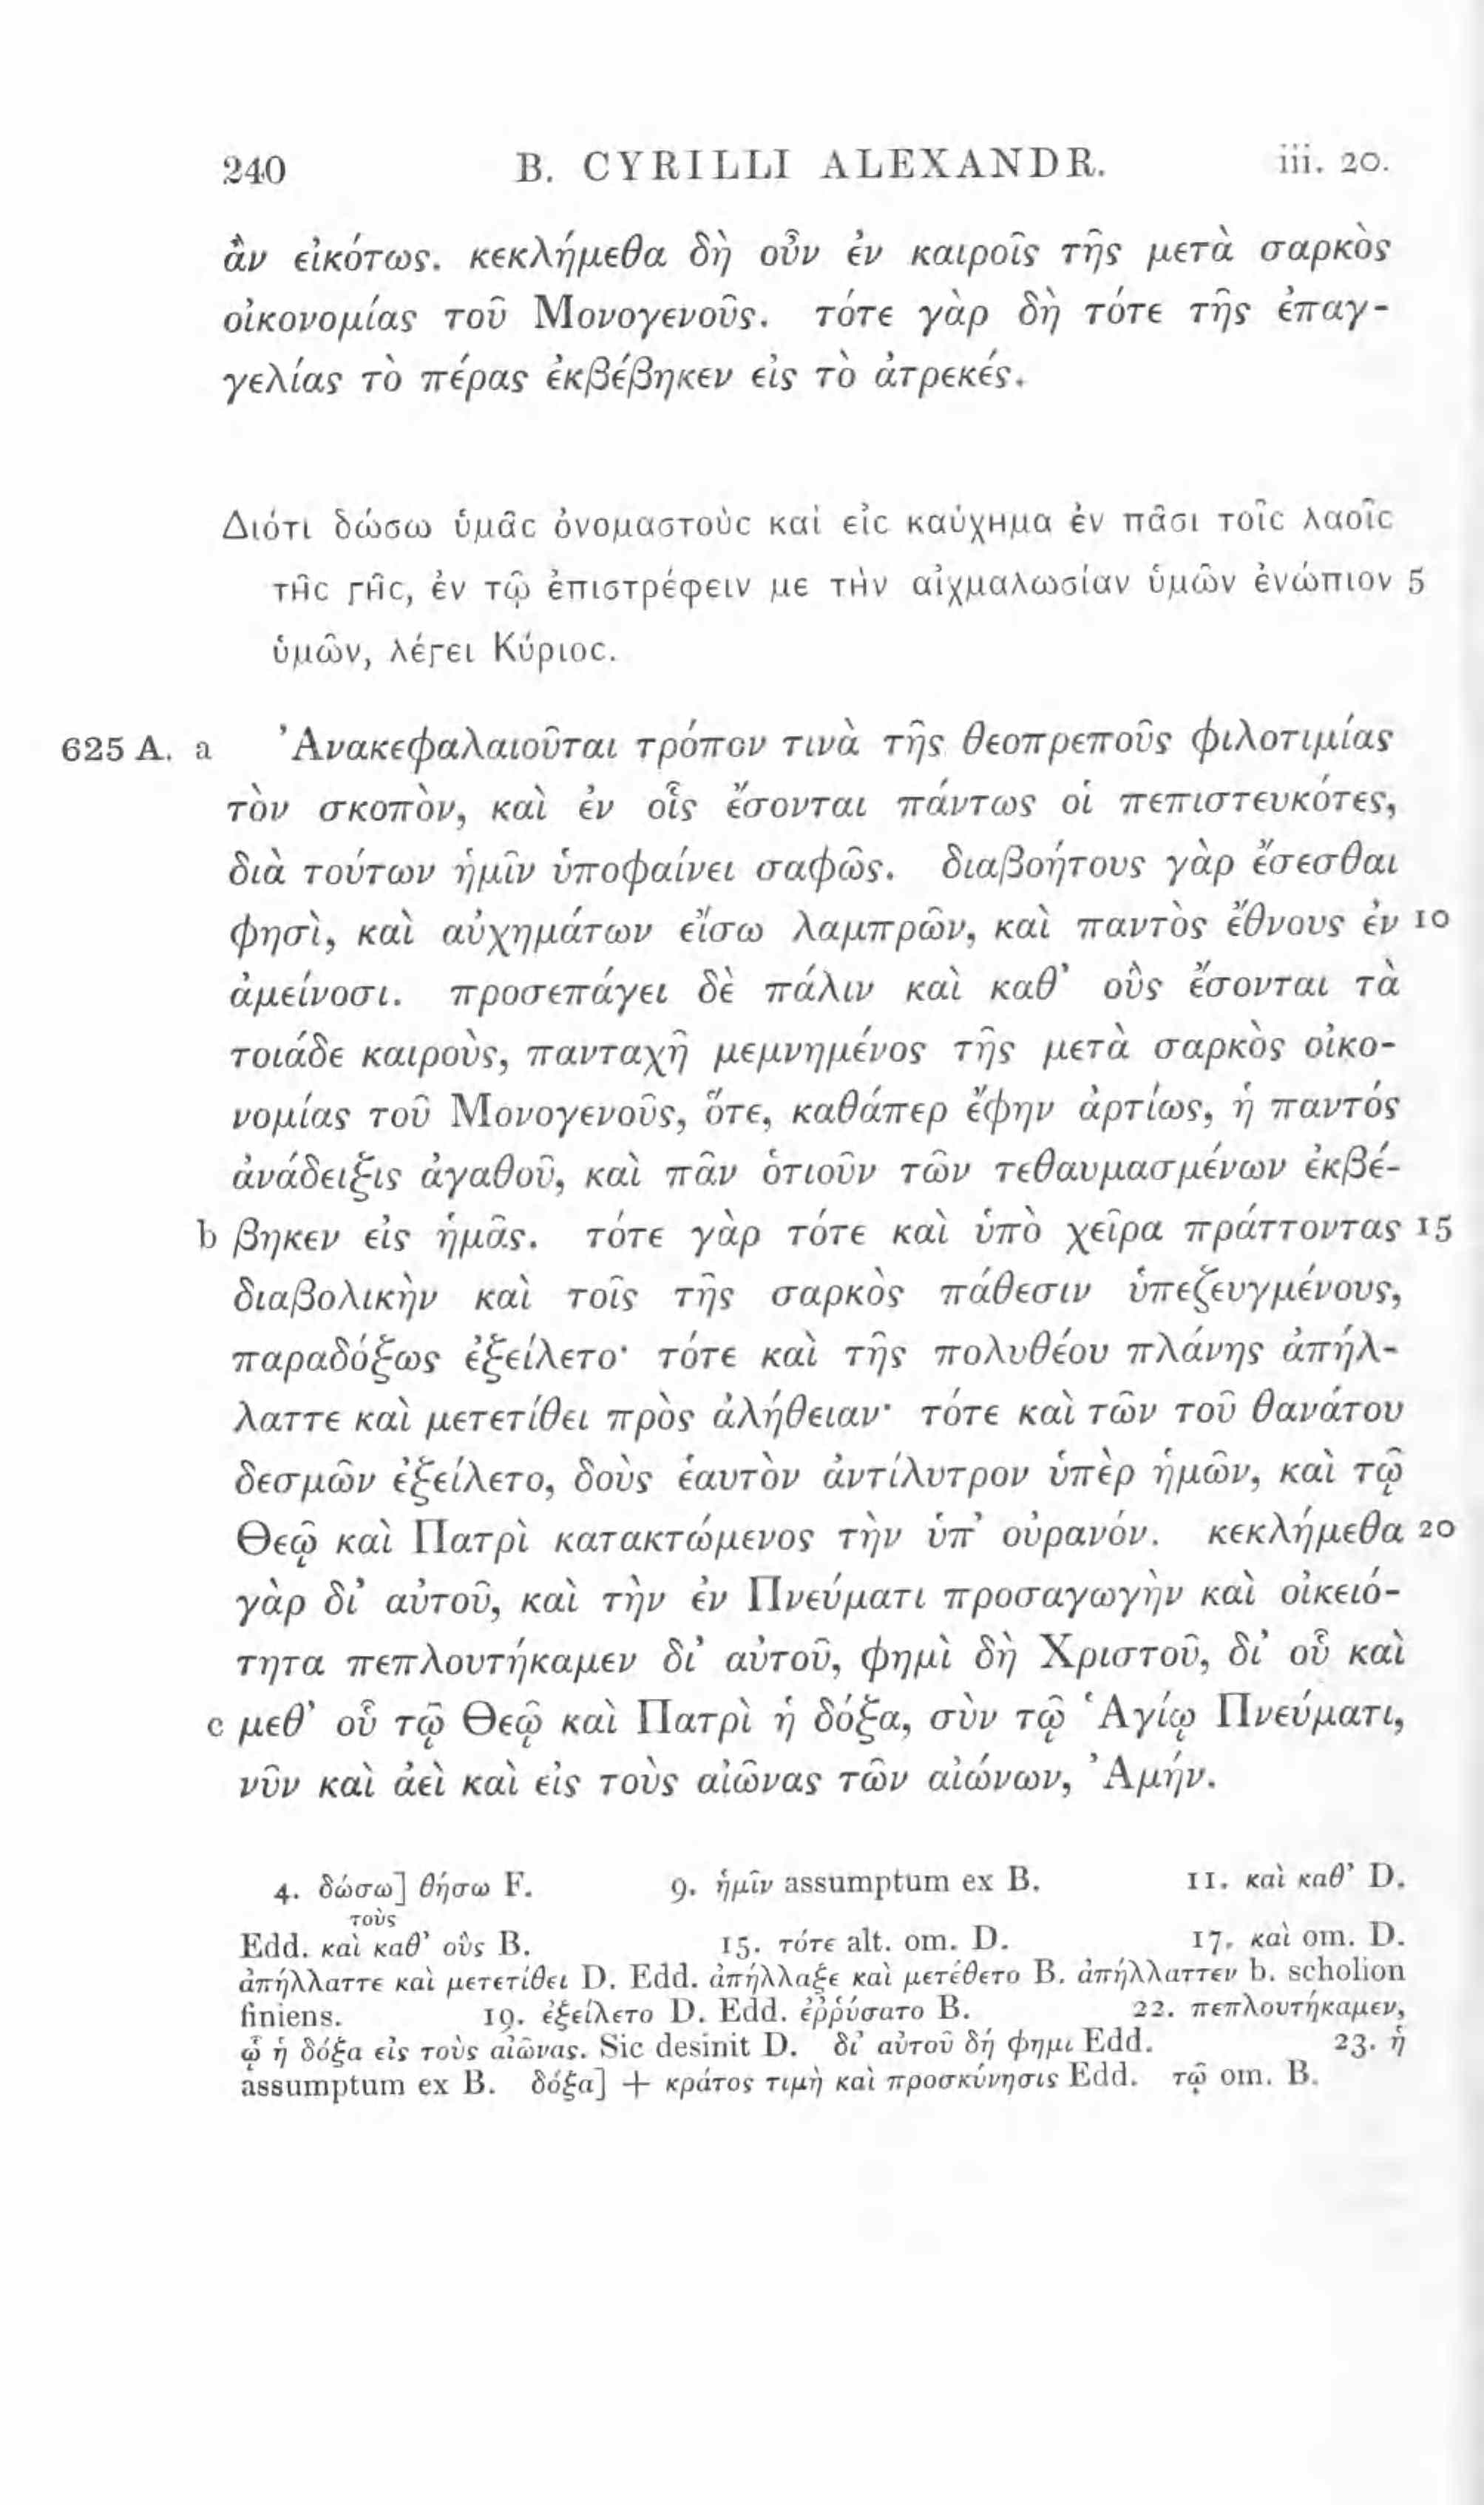 240 B. CYRILLI ALEXANDR. iii. 20.
ἂν εἰκότως. κεκλήμεθα δὴ οὖν ἐν καιροῖς τῆς μετὰ σαρκὸς
οἰκονομίας τοῦ Μονογενοῦς. τότε γὰρ δὴ τότε τῆς ἐπαγ-
γελίας τὸ πέρας ἐκβέβηκεν εἰς τὸ ἀτρεκές.
Διότι δώσω ὑμᾶς ὀνομαστοὺς καὶ εἰς καύχημα ἐν πᾶσι τοῖς λαοῖς
τῆς γῆς, ἐν τῷ ἐπιστρέφειν με τὴν αἰχμαλωσίαν ὑμῶν ἐνώπιον 5
ὑμῶν, λέγει Κύριος.
625 A. a Ἀνακεφαλαιοῦται τρόπον τινὰ τῆς θεοπρεποῦς φιλοτιμίας
τὸν σκοπὸν, καὶ ἐν οἷς ἔσονται πάντως οἱ πεπιστευκότες,
διὰ τούτων ἡμῖν ὑποφαίνει σαφῶς. διαβοήτους γὰρ ἔσεσθαι
φησὶ, καὶ αὐχημάτων εἴσω λαμπρῶν, καὶ παντὸς ἔθνους ἐν 10
ἀμείνοσι. προσεπάγει δὲ πάλιν καὶ καθ’ οὓς ἔσονται τὰ
τοιάδε καιροὺς, πανταχῆ μεμνημένος τῆς μετὰ σαρκὸς οἰκο-
νομίας τοῦ Μονογενοῦς, ὅτε, καθάπερ ἔφην ἀρτίως, ἡ παντός
ἀνάδειξις ἀγαθοῦ, καὶ πᾶν ὁτιοῦν τῶν τεθαυμασμένων ἐκβέ-
b βηκεν εἰς ἡμᾶς. τότε γὰρ τότε καὶ ὑπὸ χεῖρα πράττοντας 15
διαβολικὴν καὶ τοῖς τῆς σαρκὸς πάθεσιν ὑπεζευγμένους,
παραδόξως ἐξείλετο· τότε καὶ τῆς πολυθέου πλάνης ἀπήλ-
λαττε καὶ μετετίθει πρὸς ἀλήθειαν· τότε καὶ τῶν τοῦ θανάτου
δεσμῶν ἐξείλετο, δοὺς ἑαυτὸν ἀντίλυτρον ὑπὲρ ἡμῶν, καὶ τῷ
Θεῷ καὶ Πατρὶ κατακτώμενος τὴν ὑπ’ οὐρανόν. κεκλήμεθα 20
γὰρ δι’ αὐτοῦ, καὶ τὴν ἐν Πνεύματι προσαγωγὴν καὶ οἰκειό-
τητα πεπλουτήκαμεν δι’ αὐτοῦ, φημὶ δὴ Χριστοῦ, δι’ οὗ καὶ
c μεθ’ οὗ τῷ Θεῷ καὶ Πατρὶ ἡ δόξα, σὺν τῷ Ἁγίῳ Πνεύματι,
νῦν καὶ ἀεὶ καὶ εἰς τοὺς αἰῶνας τῶν αἰώνων, Ἀμήν.
4. δώσω] θήσω F. 9. ἡμῖν assumptum ex B. 11. καὶ καθ’ D.
τοὺς
Edd. καὶ καθ’ οὓς B. 15. τότε alt. om. D. 17. καὶ om. D.
ἀπήλλαττε καὶ μετετίθει D. Edd. ἀπήλλαξε καὶ μετέθετο B. ἀπήλλαττεν b. scholion
finiens. 19. ἐξείλετο D. Edd. ἐῤῥύσατο B. 22. πεπλουτήκαμεν,
ᾧ ἡ δόξα εἰς τοὺς αἰῶνας. Sic desinit D. δι’ αὐτοῦ δή φημι Edd. 23. ἡ
assumptum ex B. δόξα] + κράτος τιμὴ καὶ προσκύνησις Edd. τῷ om. B.